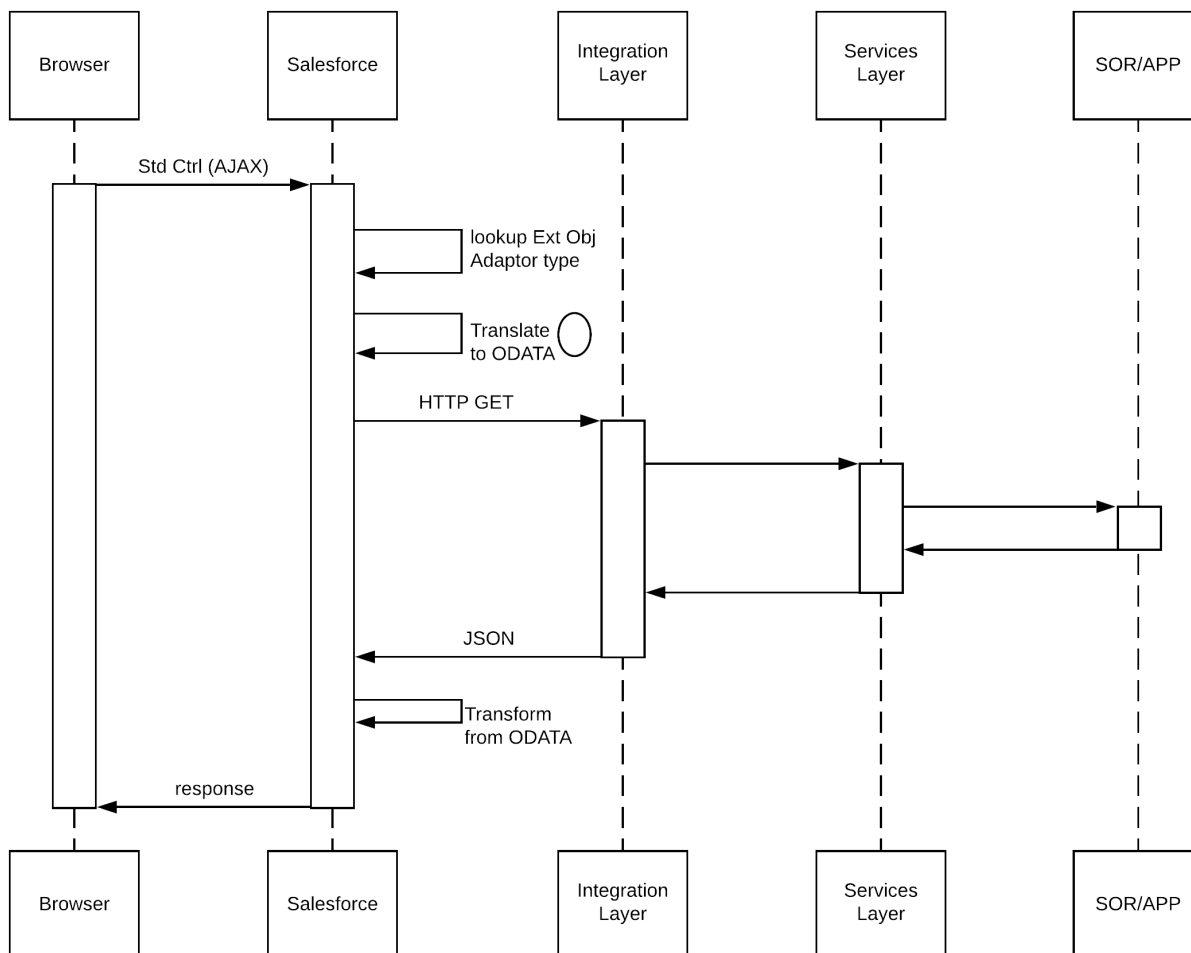 Browser
Salesforce
Integration
Layer
Services
Layer
SOR/APP
Std Ctrl (AJAX)
lookup Ext Obj
Adaptor type
Translate
to ODATA
HTTP GET
JSON
Transform
from ODATA
response
Browser
Salesforce
Integration
Layer
Services
Layer
SOR/APP